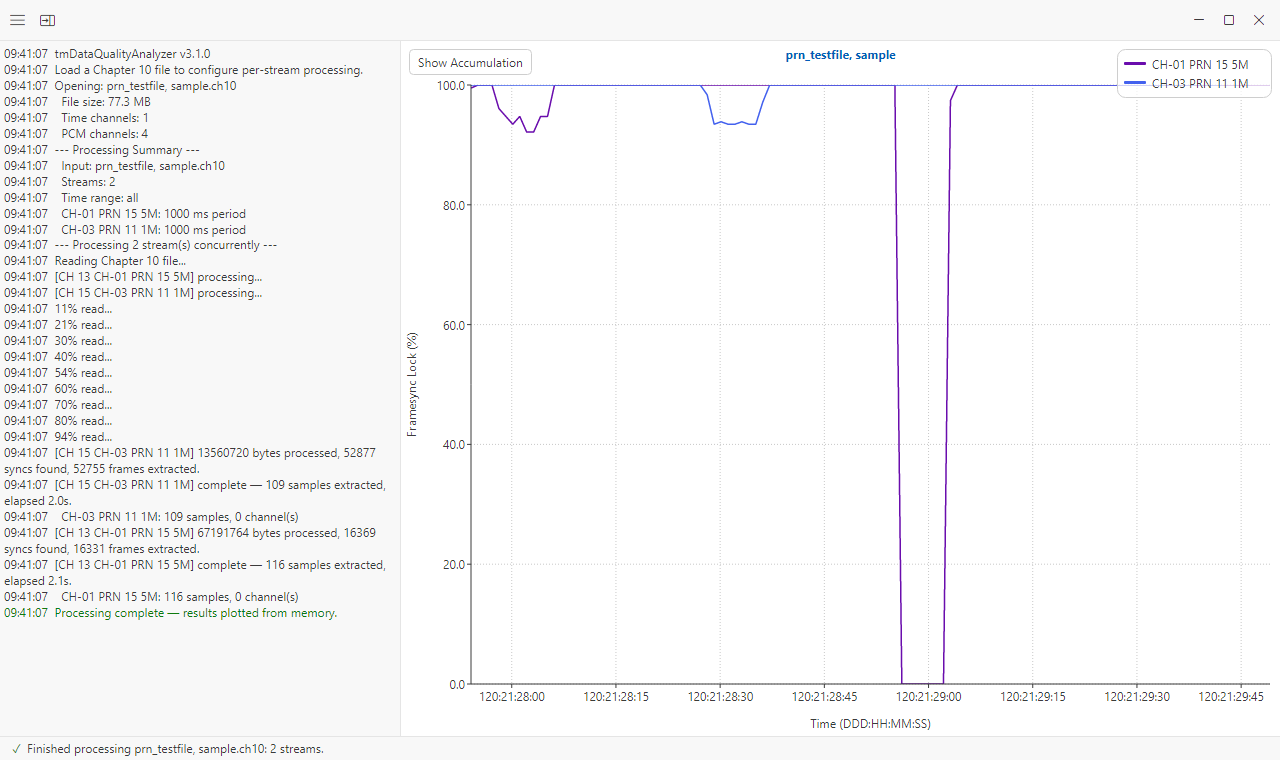 09:41:07 tmDataQualityAnalyzer v3.1.0
09:41:07 Load a Chapter 10 file to configure per-stream processing.
09:41:07 Opening: prn_testfile, sample.ch10
09:41:07 File size: 77.3 MB
09:41:07 Time channels: 1
09:41:07 PCM channels: 4
09:41:07 --- Processing Summary ---
09:41:07 Input: prn_testfile, sample.ch10
09:41:07 Streams: 2
09:41:07 Time range: all
09:41:07 CH-01 PRN 15 5M: 1000 ms period
09:41:07 CH-03 PRN 11 1M: 1000 ms period
09:41:07 --- Processing 2 stream(s) concurrently ---
09:41:07 Reading Chapter 10 file...
09:41:07 [CH 13 CH-01 PRN 15 5M] processing...
09:41:07 [CH 15 CH-03 PRN 11 1M] processing...
09:41:07 11% read...
09:41:07 21% read...
09:41:07 30% read...
09:41:07 40% read...
09:41:07 54% read...
09:41:07 60% read...
09:41:07 70% read...
09:41:07 80% read...
09:41:07 94% read...
09:41:07 [CH 15 CH-03 PRN 11 1M] 13560720 bytes processed, 52877
syncs found, 52755 frames extracted.
09:41:07 [CH 15 CH-03 PRN 11 1M] complete — 109 samples extracted,
elapsed 2.0s.
09:41:07 CH-03 PRN 11 1M: 109 samples, 0 channel(s)
09:41:07 [CH 13 CH-01 PRN 15 5M] 67191764 bytes processed, 16369
syncs found, 16331 frames extracted.
09:41:07 [CH 13 CH-01 PRN 15 5M] complete — 116 samples extracted,
elapsed 2.1s.
09:41:07 CH-01 PRN 15 5M: 116 samples, 0 channel(s)
09:41:07 Processing complete — results plotted from memory.
Show Accumulation
prn_testfile, sample
CH-01 PRN 15 5M
CH-03 PRN 11 1M
Framesync Lock (%)
100.0
80.0
60.0
40.0
20.0
0.0
120:21:28:00 120:21:28:15 120:21:28:30 120:21:28:45 120:21:29:00 120:21:29:15 120:21:29:30 120:21:29:45
Time (DDD:HH:MM:SS)
✓ Finished processing prn_testfile, sample.ch10: 2 streams.